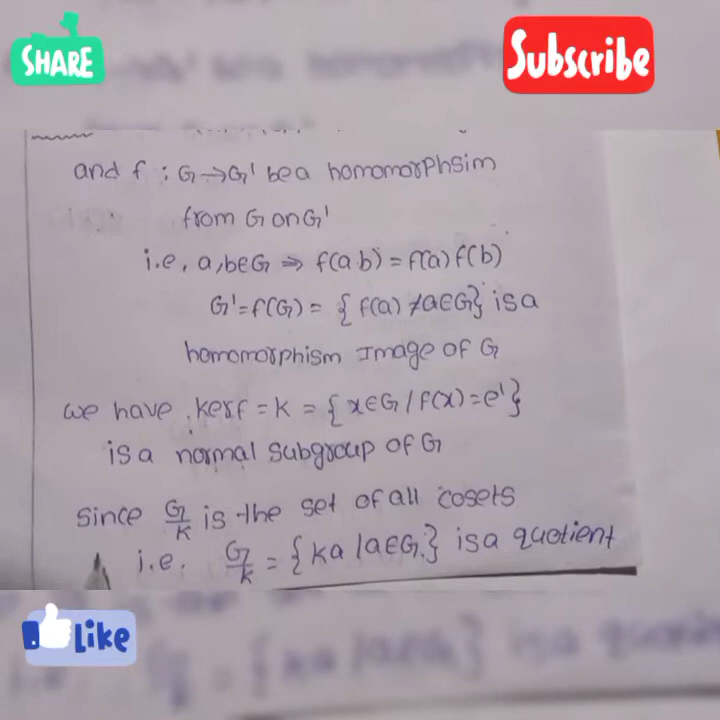 SHARE
Subscribe
and f : G→G' be a homomorphsim
from G on G'
i.e, a,b∈G ⇒ f(a.b) = f(a) f(b)
G' = f(G) = { f(a) / a∈G} is a
homomorphism Image of G
we have, kerf = K = { x∈G / f(x) = e' }
is a normal subgroup of G
Since G/K is the set of all cosets
i.e. G/K = { Ka / a∈G.} is a quotient
Like